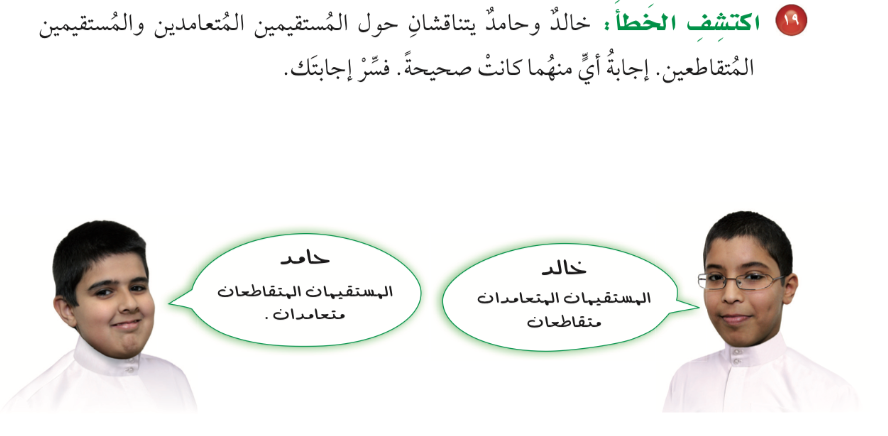 ١٩ اكتشِفِ الخَطأَ: خالدٌ وحامدٌ يتناقشانِ حول المُستقيمين المُتعامدين والمُستقيمين
المُتقاطعين. إجابةُ أيٍّ منهُما كانتْ صحيحةً. فسِّرْ إجابتَك.
خالد
المستقيمان المتعامدان
متقاطعان
حامد
المستقيمان المتقاطعان
متعامدان .